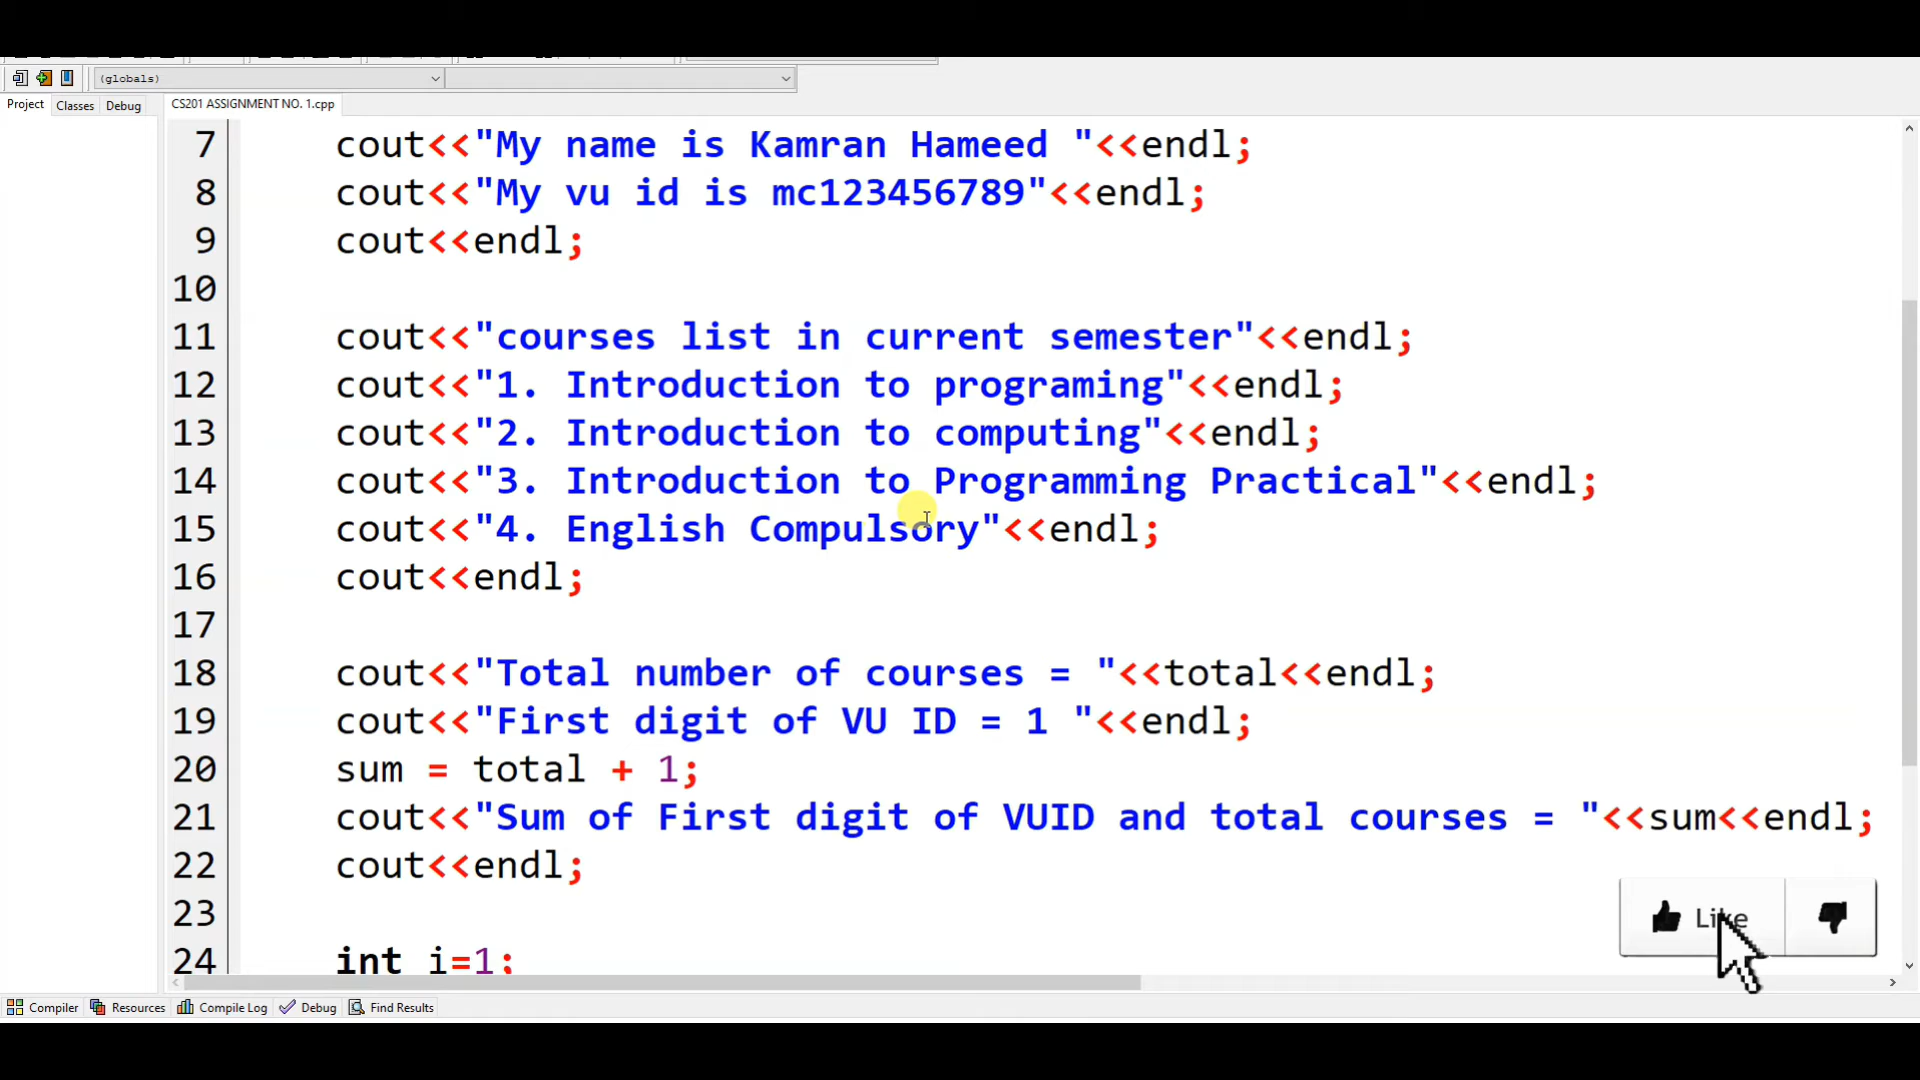 (globals)
Project Classes Debug CS201 ASSIGNMENT NO. 1.cpp
7 cout<<"My name is Kamran Hameed "<<endl;
8 cout<<"My vu id is mc123456789"<<endl;
9 cout<<endl;
10
11 cout<<"courses list in current semester"<<endl;
12 cout<<"1. Introduction to programing"<<endl;
13 cout<<"2. Introduction to computing"<<endl;
14 cout<<"3. Introduction to Programming Practical"<<endl;
15 cout<<"4. English Compulsory"<<endl;
16 cout<<endl;
17
18 cout<<"Total number of courses = "<<total<<endl;
19 cout<<"First digit of VU ID = 1 "<<endl;
20 sum = total + 1;
21 cout<<"Sum of First digit of VUID and total courses = "<<sum<<endl;
22 cout<<endl;
23
24 int i=1;
Like
Compiler Resources Compile Log Debug Find Results